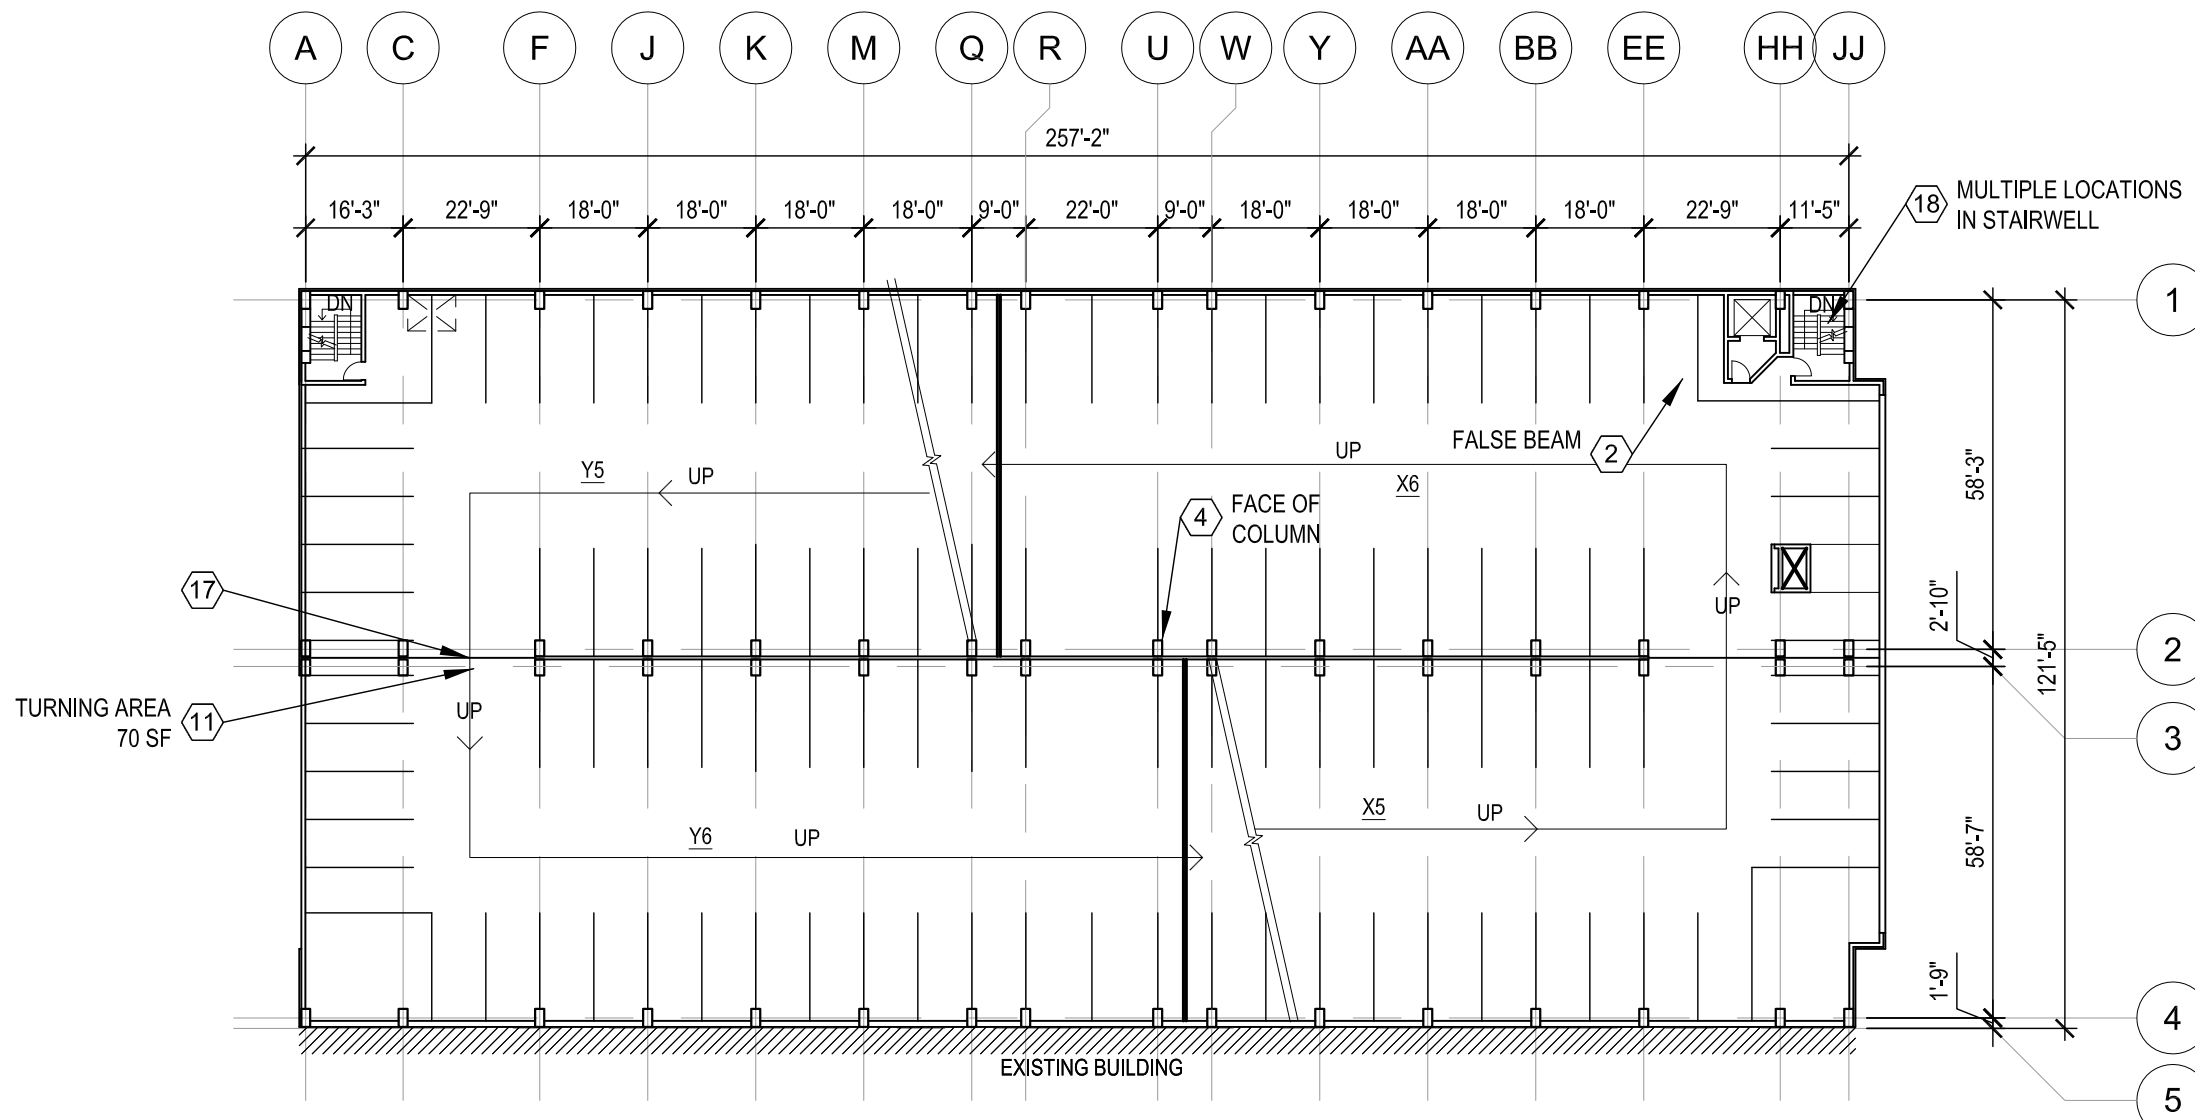 A C F J K M Q R U W Y AA BB EE HH JJ
257'-2"
16'-3" 22'-9" 18'-0" 18'-0" 18'-0" 18'-0" 9'-0" 22'-0" 9'-0" 18'-0" 18'-0" 18'-0" 18'-0" 22'-9" 11'-5"
18 MULTIPLE LOCATIONS
IN STAIRWELL
DN
DN
1
FALSE BEAM 2
UP
X6
Y5 UP
58'-3"
4 FACE OF
COLUMN
17
UP
2'-10"
121'-5"
2
TURNING AREA
70 SF
11
UP
3
X5 UP
Y6 UP
58'-7"
1'-9"
4
EXISTING BUILDING
5